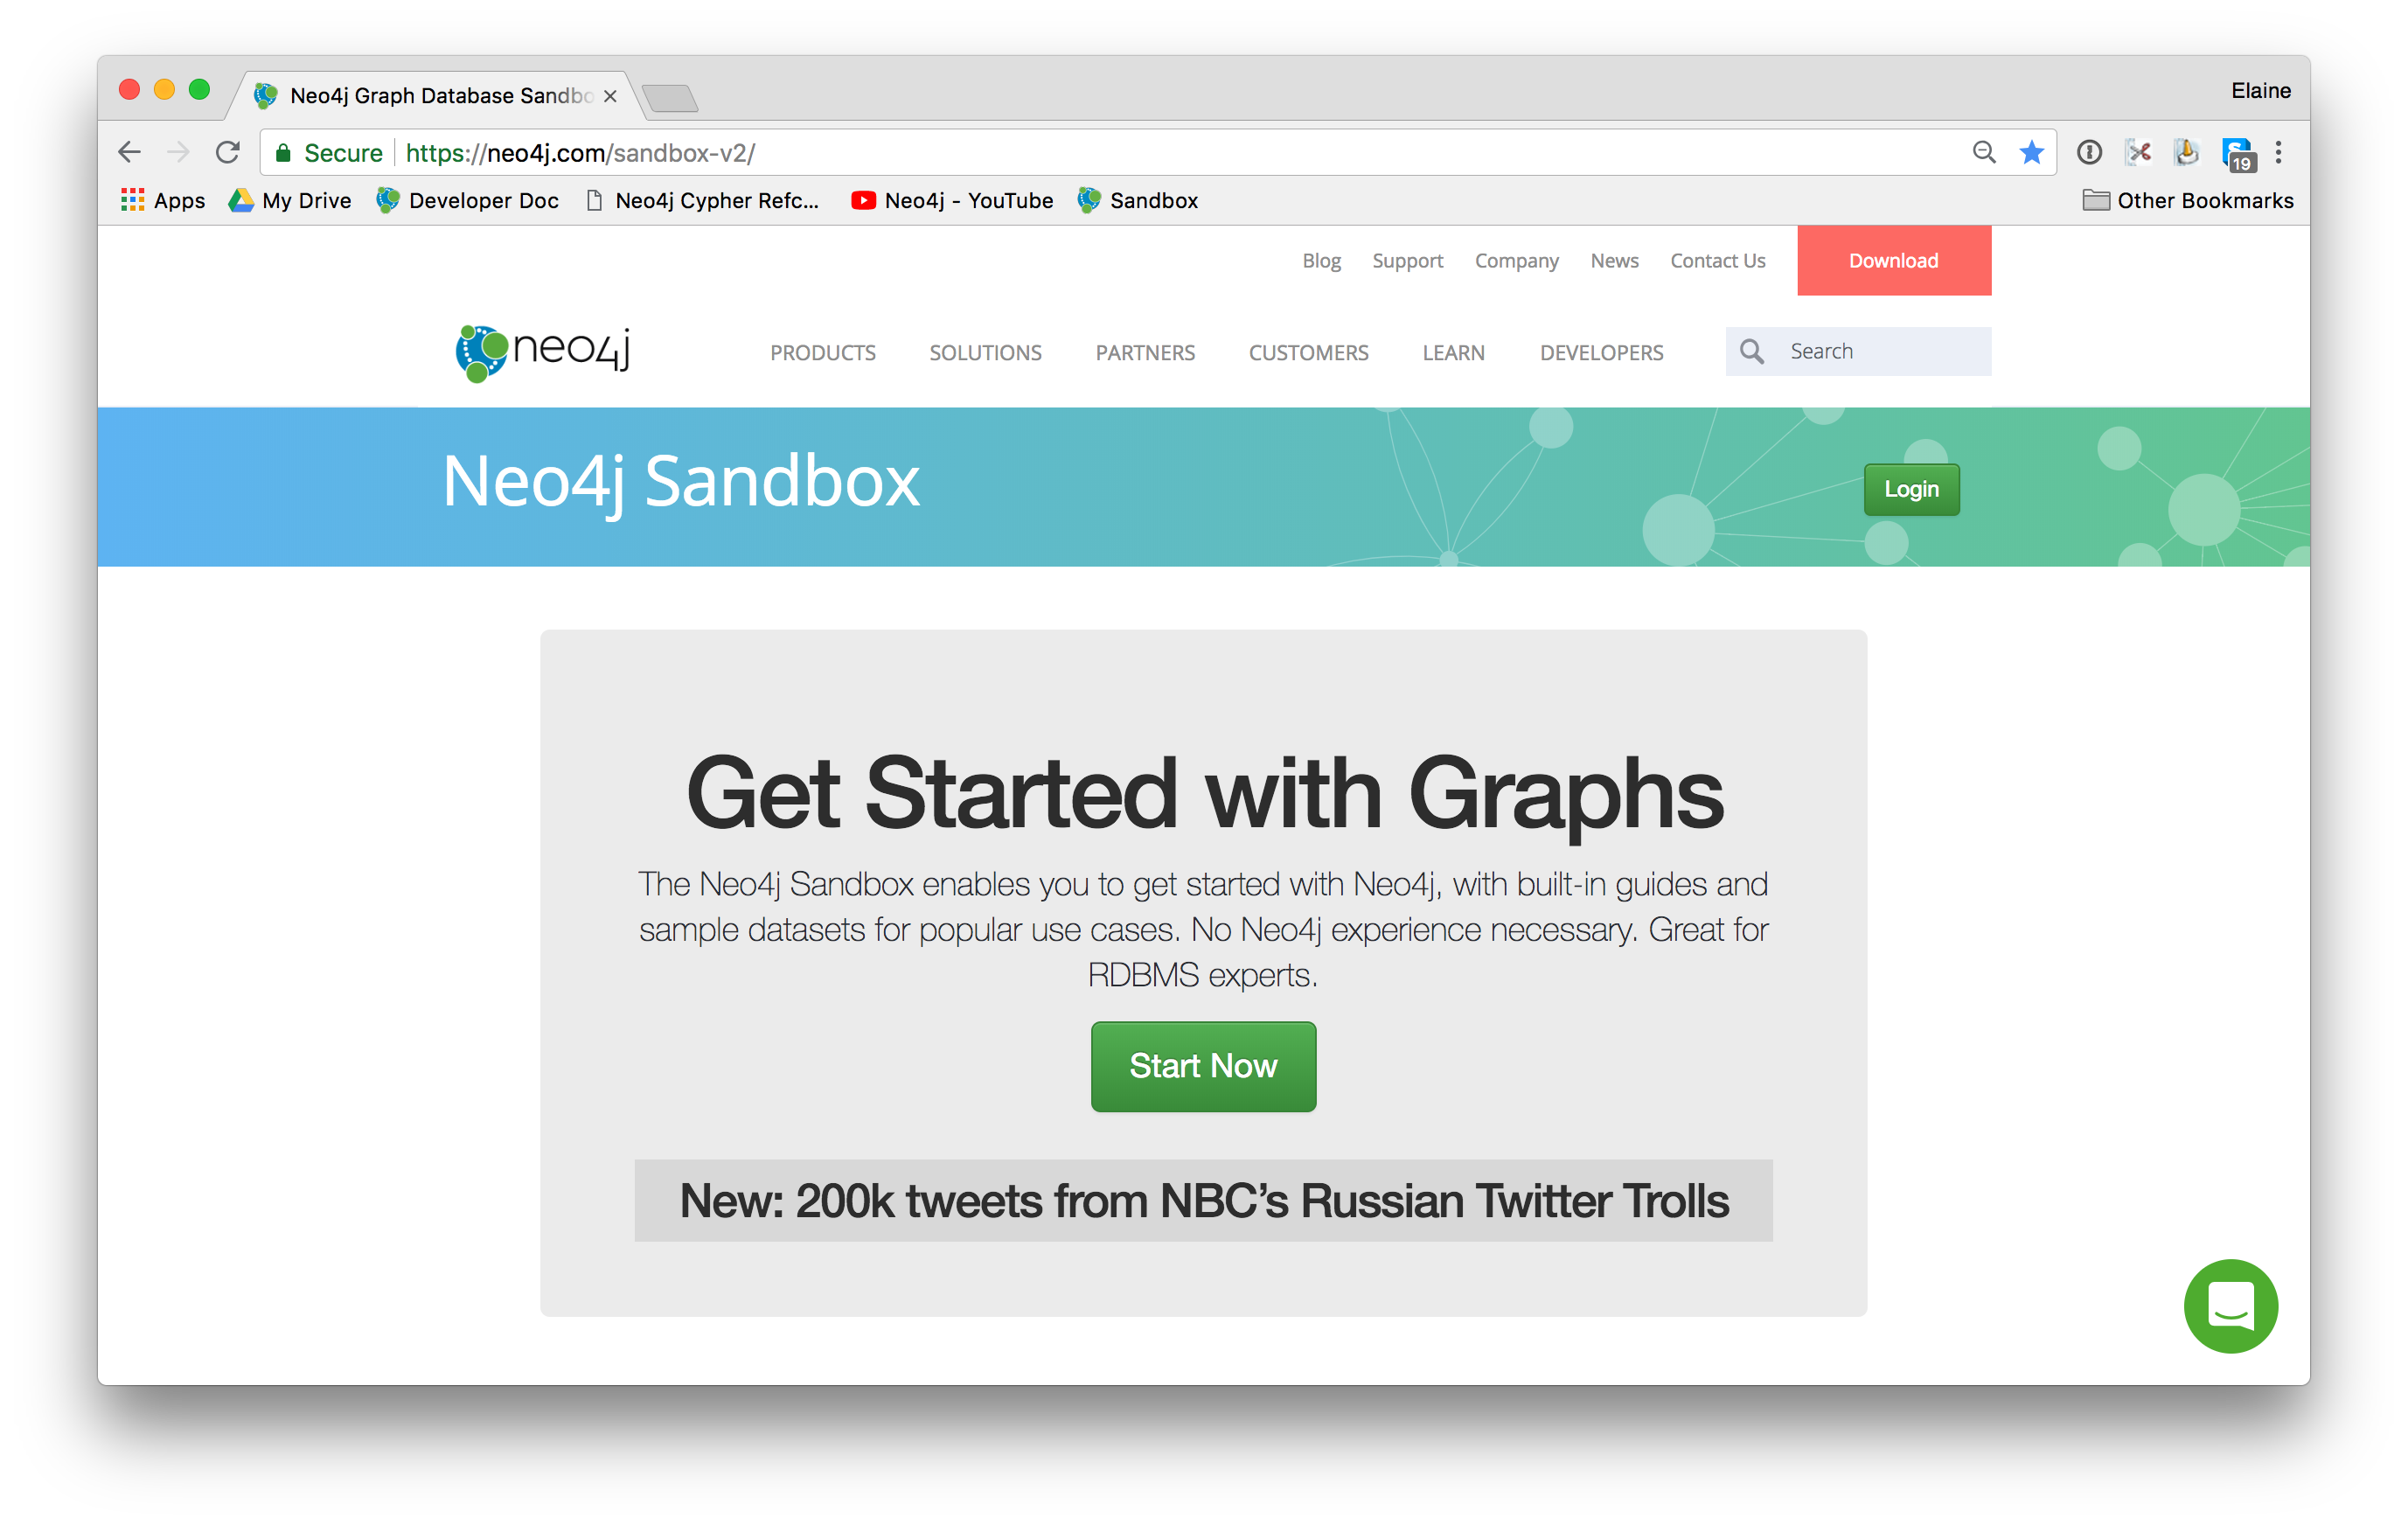 Neo4j Graph Database Sandbo
Elaine
Secure https://neo4j.com/sandbox-v2/
19
Apps My Drive Developer Doc Neo4j Cypher Refc... Neo4j - YouTube Sandbox Other Bookmarks
Blog Support Company News Contact Us Download
neo4j PRODUCTS SOLUTIONS PARTNERS CUSTOMERS LEARN DEVELOPERS Search
Neo4j Sandbox
Login
Get Started with Graphs
The Neo4j Sandbox enables you to get started with Neo4j, with built-in guides and
sample datasets for popular use cases. No Neo4j experience necessary. Great for
RDBMS experts.
Start Now
New: 200k tweets from NBC’s Russian Twitter Trolls